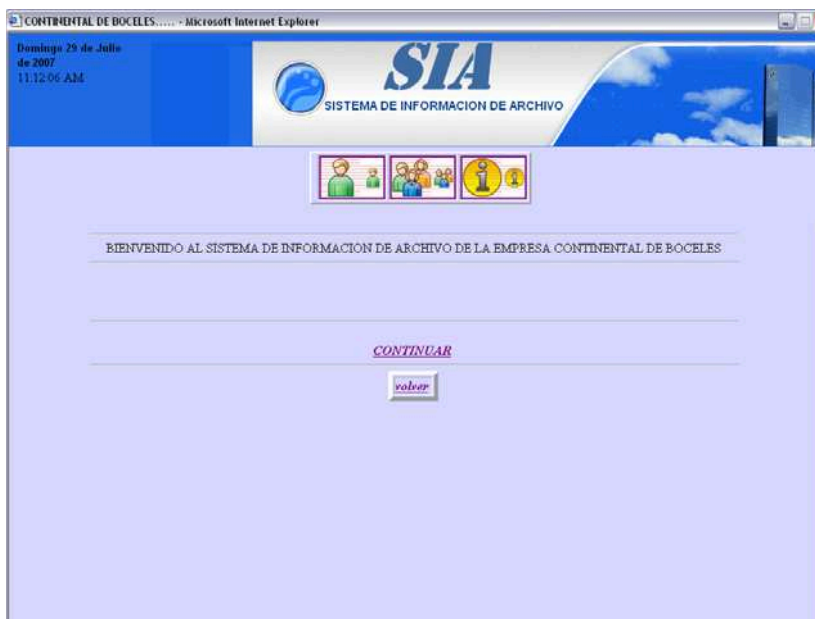 CONTINENTAL DE BOCELES..... - Microsoft Internet Explorer
Domingo 29 de Julio
de 2007
11:12:06 AM
SIA
SISTEMA DE INFORMACION DE ARCHIVO
BIENVENIDO AL SISTEMA DE INFORMACION DE ARCHIVO DE LA EMPRESA CONTINENTAL DE BOCELES
CONTINUAR
volver